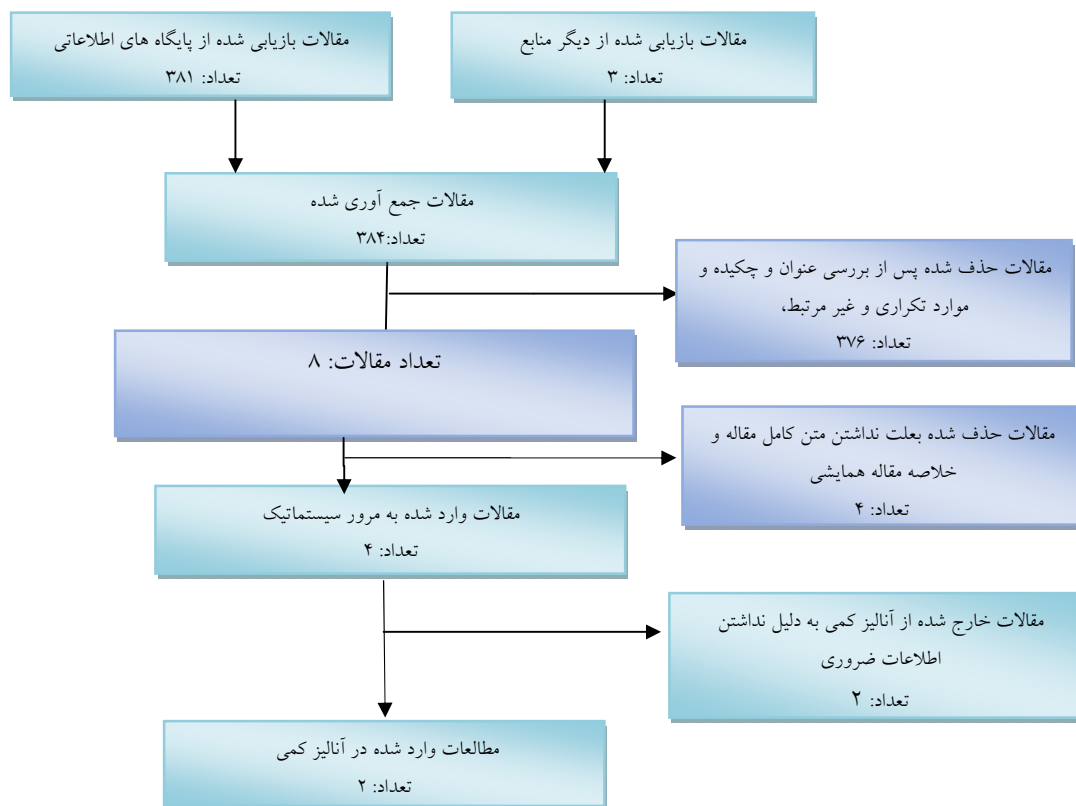 مقالات بازیابی شده از دیگر منابع
تعداد: ۳
مقالات بازیابی شده از پایگاه های اطلاعاتی
تعداد: ۳۸۱
مقالات جمع آوری شده
تعداد:۳۸۴
مقالات حذف شده پس از بررسی عنوان و چکیده و
موارد تکراری و غیر مرتبط،
تعداد: ۳۷۶
تعداد مقالات: ۸
مقالات حذف شده بعلت نداشتن متن کامل مقاله و
خلاصه مقاله همایشی
تعداد: ۴
مقالات وارد شده به مرور سیستماتیک
تعداد: ۴
مقالات خارج شده از آنالیز کمی به دلیل نداشتن
اطلاعات ضروری
تعداد: ۲
مطالعات وارد شده در آنالیز کمی
تعداد: ۲